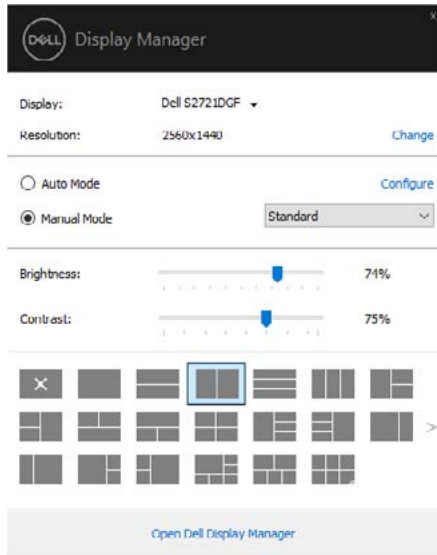 x
DELL Display Manager
Display: Dell S2721DGF
Resolution: 2560x1440 Change
Auto Mode Configure
Manual Mode Standard
Brightness: 74%
Contrast: 75%
>
Open Dell Display Manager